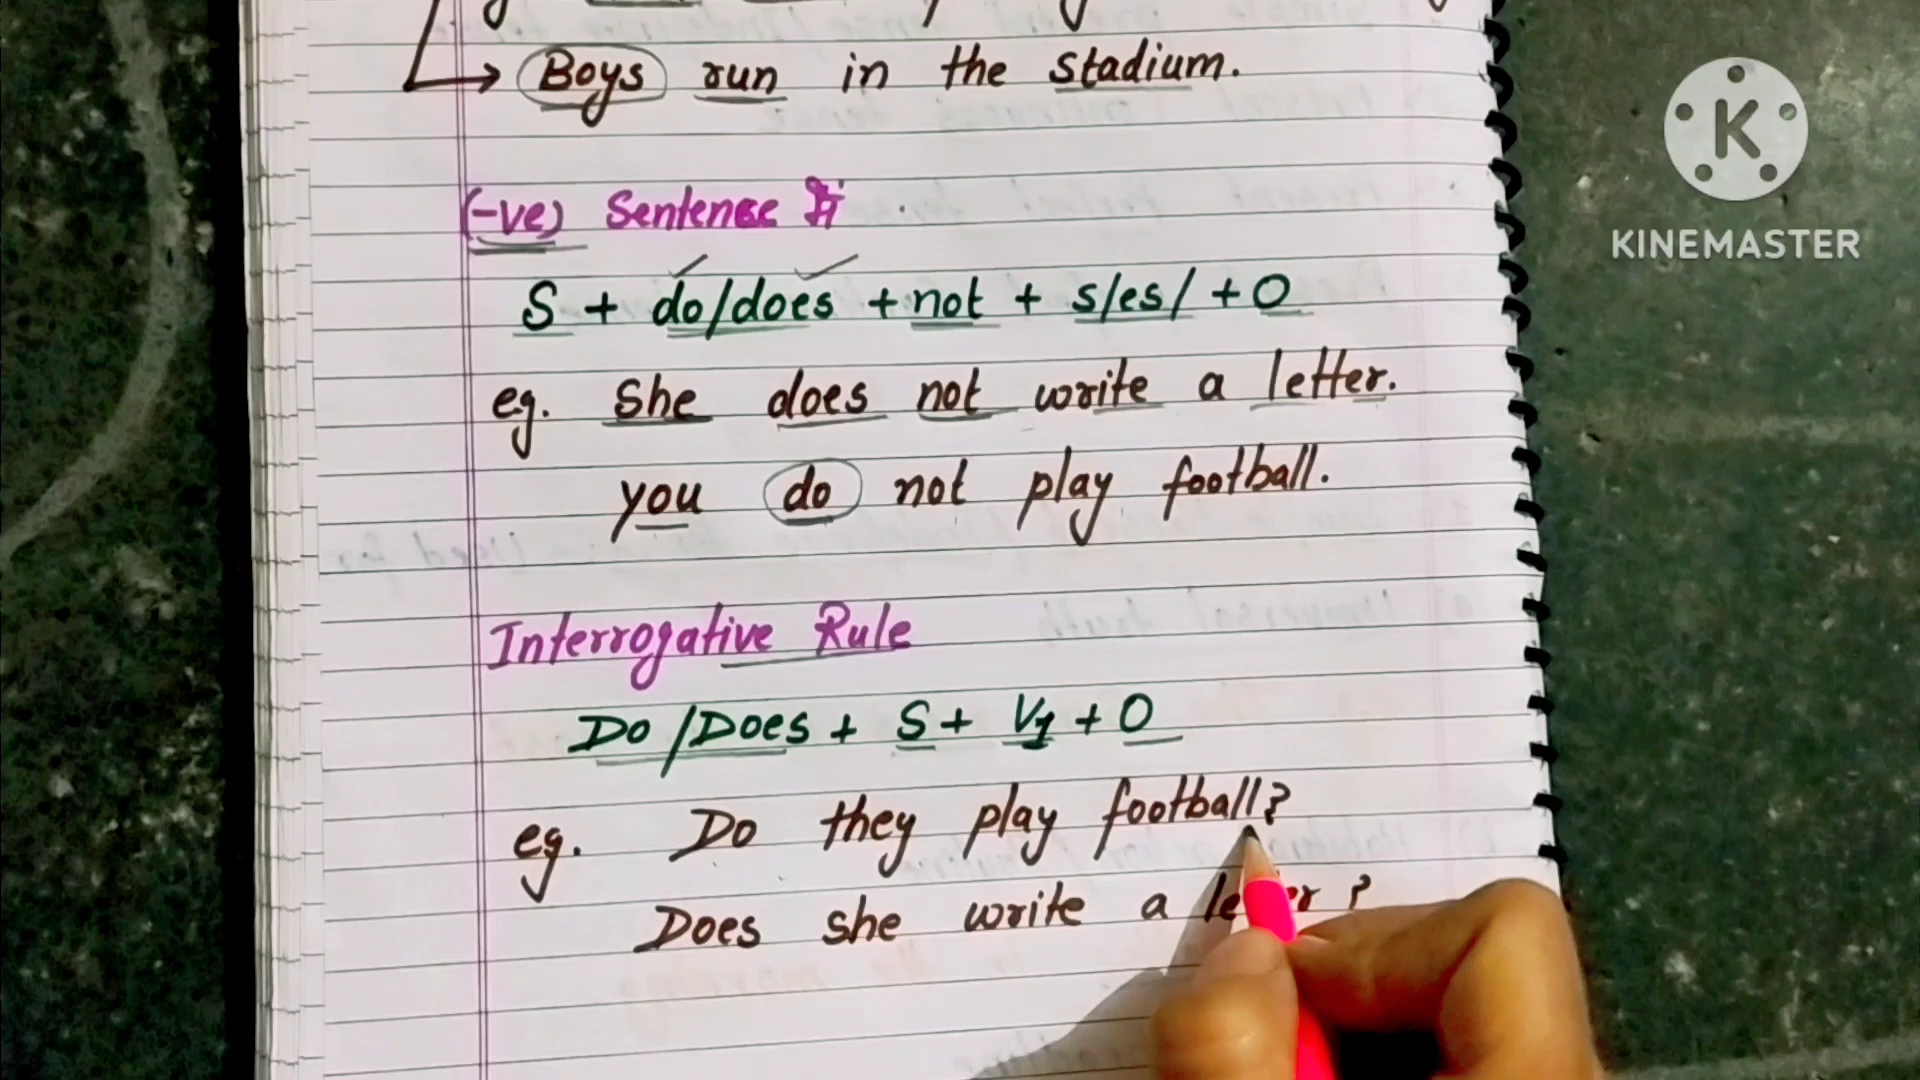 Boys run in the stadium.
(-ve) Sentence में
S + do/does + not + s/es/ + O
eg. She does not write a letter.
you do not play football.
Interrogative Rule
Do/Does + S + V1 + O
eg. Do they play football?
Does she write a ?
K
KINEMASTER